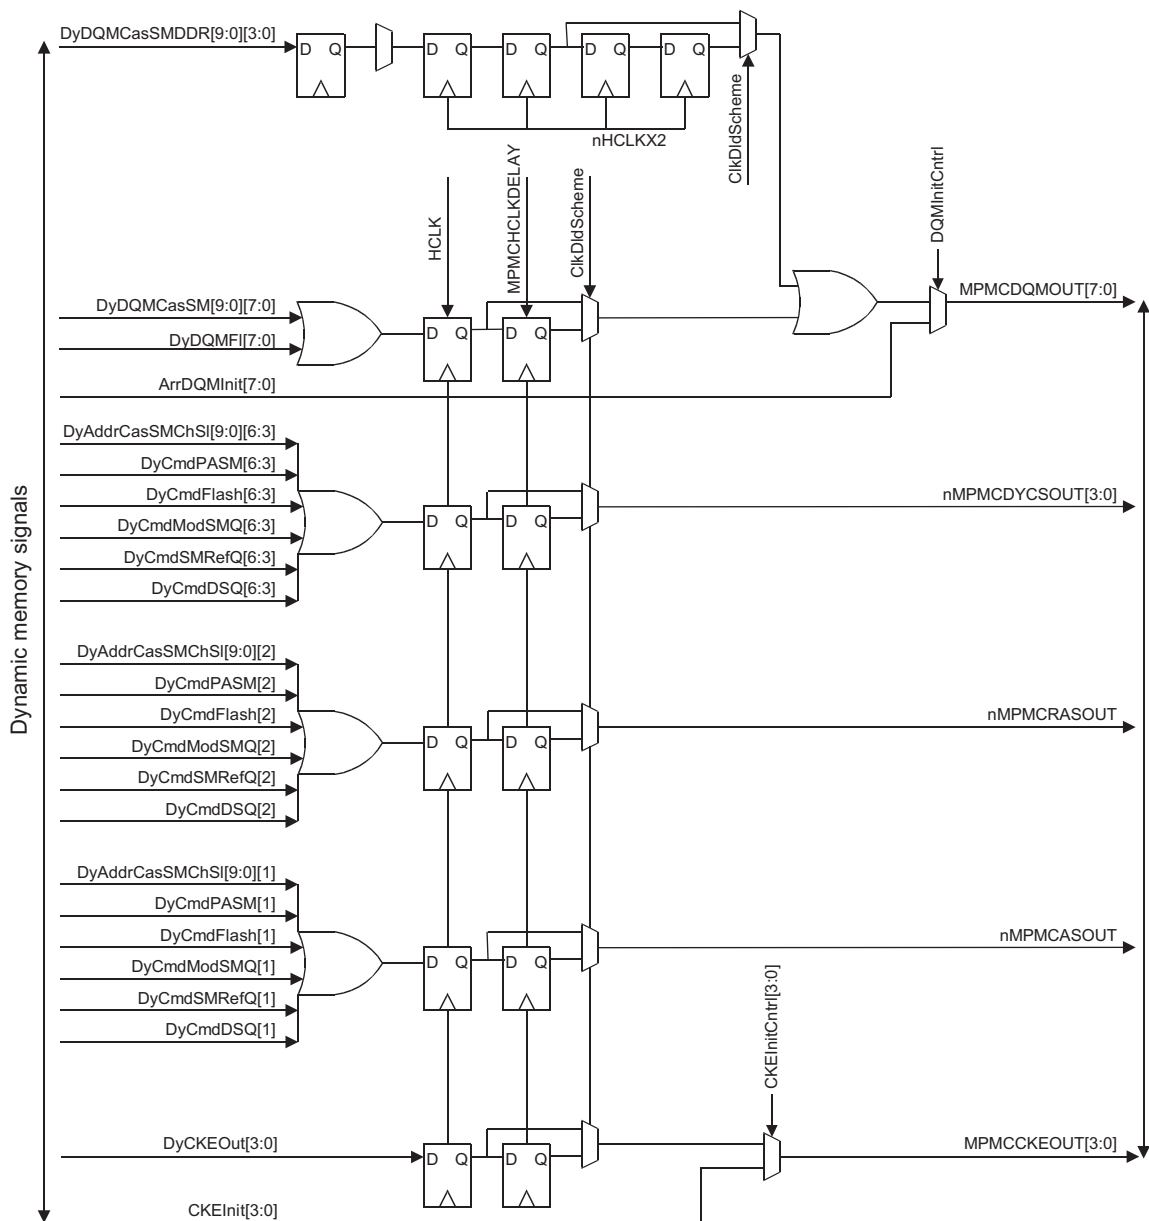 DyDQMCasSMDDR[9:0][3:0]
D Q
D Q
D Q
D Q
D Q
nHCLKX2
ClkDldScheme
HCLK
MPMCHCLKDELAY
ClkDldScheme
DQMInitCntrl
DyDQMCasSM[9:0][7:0]
DyDQMFl[7:0]
D Q
D Q
MPMCDQMOUT[7:0]
ArrDQMInit[7:0]
Dynamic memory signals
DyAddrCasSMChSl[9:0][6:3]
DyCmdPASM[6:3]
DyCmdFlash[6:3]
DyCmdModSMQ[6:3]
DyCmdSMRefQ[6:3]
DyCmdDSQ[6:3]
D Q
D Q
nMPMCDYCSOUT[3:0]
DyAddrCasSMChSl[9:0][2]
DyCmdPASM[2]
DyCmdFlash[2]
DyCmdModSMQ[2]
DyCmdSMRefQ[2]
DyCmdDSQ[2]
D Q
D Q
nMPMCRASOUT
DyAddrCasSMChSl[9:0][1]
DyCmdPASM[1]
DyCmdFlash[1]
DyCmdModSMQ[1]
DyCmdSMRefQ[1]
DyCmdDSQ[1]
D Q
D Q
nMPMCASOUT
CKEInitCntrl[3:0]
DyCKEOut[3:0]
D Q
D Q
MPMCCKEOUT[3:0]
CKEInit[3:0]